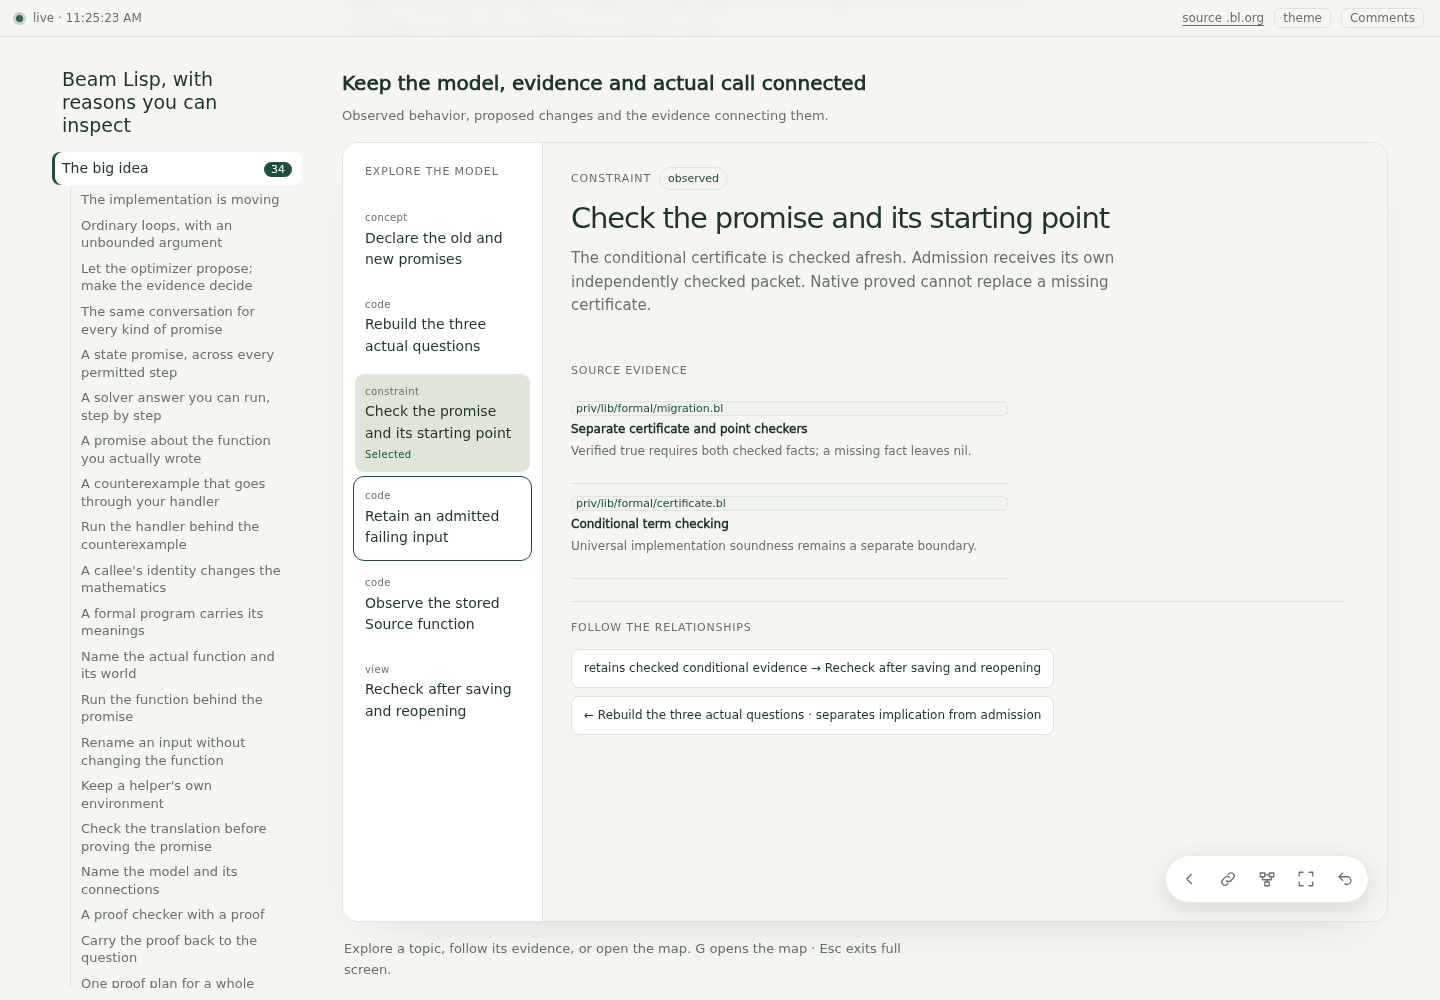 live · 11:25:23 AM
source .bl.org
theme
Comments
Beam Lisp, with
reasons you can
inspect
The big idea
34
The implementation is moving
Ordinary loops, with an
unbounded argument
Let the optimizer propose;
make the evidence decide
The same conversation for
every kind of promise
A state promise, across every
permitted step
A solver answer you can run,
step by step
A promise about the function
you actually wrote
A counterexample that goes
through your handler
Run the handler behind the
counterexample
A callee's identity changes the
mathematics
A formal program carries its
meanings
Name the actual function and
its world
Run the function behind the
promise
Rename an input without
changing the function
Keep a helper's own
environment
Check the translation before
proving the promise
Name the model and its
connections
A proof checker with a proof
Carry the proof back to the
question
One proof plan for a whole
Keep the model, evidence and actual call connected
Observed behavior, proposed changes and the evidence connecting them.
EXPLORE THE MODEL
concept
Declare the old and
new promises
code
Rebuild the three
actual questions
constraint
Check the promise
and its starting point
Selected
code
Retain an admitted
failing input
code
Observe the stored
Source function
view
Recheck after saving
and reopening
CONSTRAINT
observed
Check the promise and its starting point
The conditional certificate is checked afresh. Admission receives its own
independently checked packet. Native proved cannot replace a missing
certificate.
SOURCE EVIDENCE
priv/lib/formal/migration.bl
Separate certificate and point checkers
Verified true requires both checked facts; a missing fact leaves nil.
priv/lib/formal/certificate.bl
Conditional term checking
Universal implementation soundness remains a separate boundary.
FOLLOW THE RELATIONSHIPS
retains checked conditional evidence → Recheck after saving and reopening
← Rebuild the three actual questions · separates implication from admission
Explore a topic, follow its evidence, or open the map. G opens the map · Esc exits full
screen.